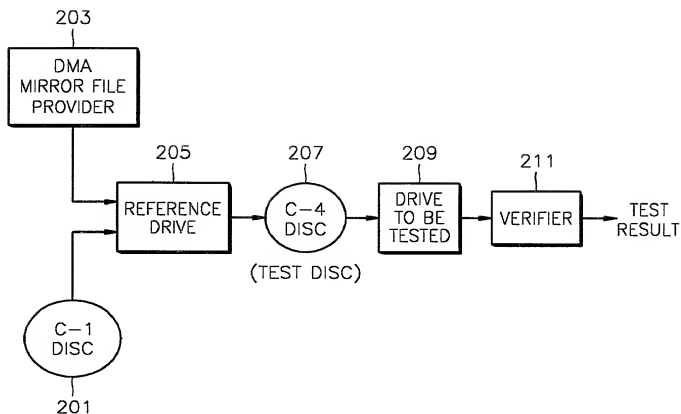 203
DMA
MIRROR FILE
PROVIDER
205
REFERENCE
DRIVE
207
C-4
DISC
(TEST DISC)
209
DRIVE
TO BE
TESTED
211
VERIFIER
TEST
RESULT
C-1
DISC
201